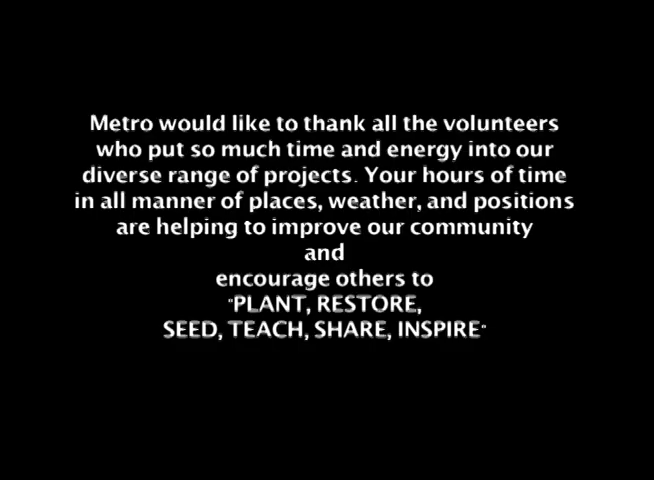 Metro would like to thank all the volunteers
who put so much time and energy into our
diverse range of projects. Your hours of time
in all manner of places, weather, and positions
are helping to improve our community
and
encourage others to
"PLANT, RESTORE,
SEED, TEACH, SHARE, INSPIRE"